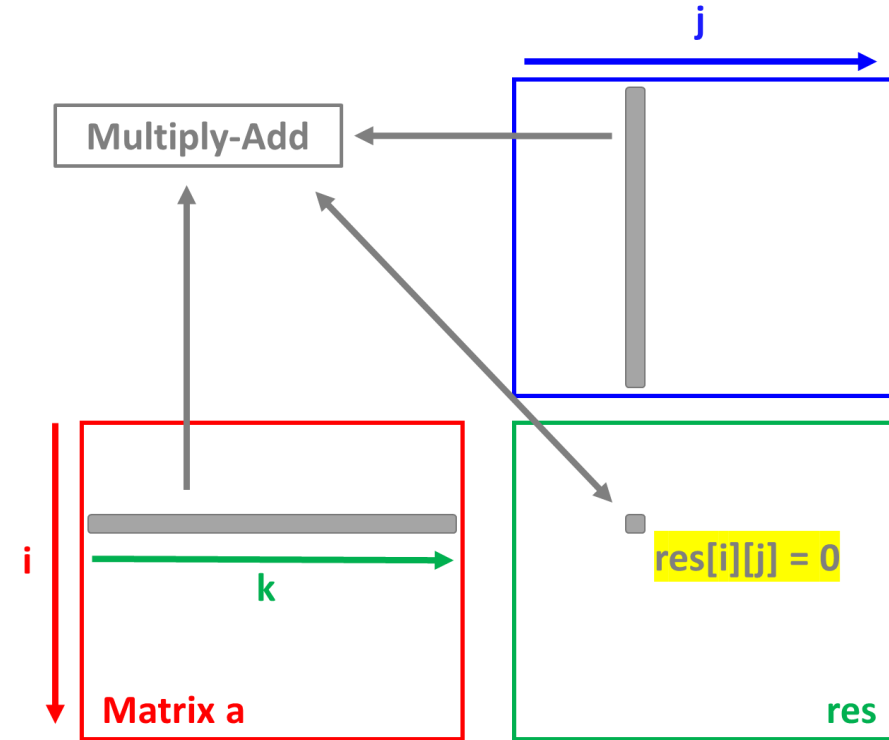 j
Multiply-Add
i
res[i][j] = 0
k
Matrix a
res